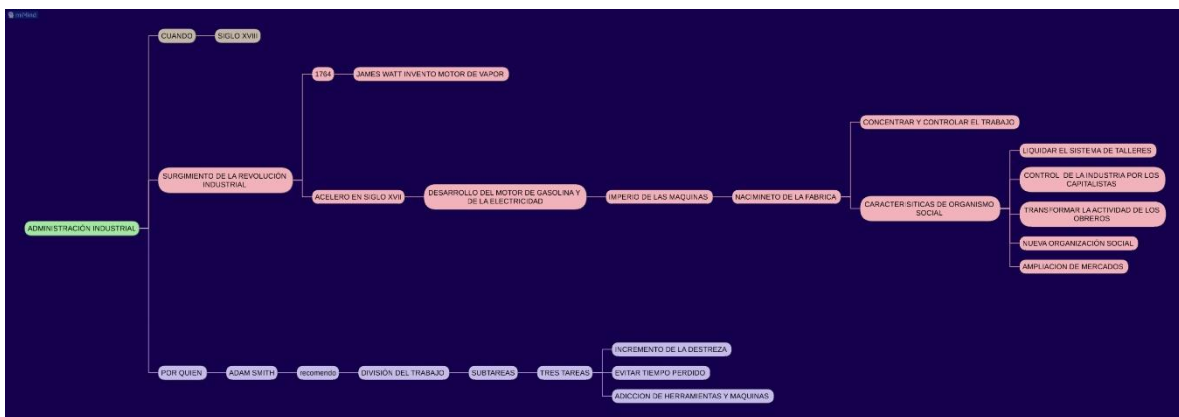 CUANDO
SIGLO XVIII
1764
JAMES WATT INVENTO MOTOR DE VAPOR
SURGIMIENTO DE LA REVOLUCIÓN
INDUSTRIAL
ACELERO EN SIGLO XVII
DESARROLLO DEL MOTOR DE GASOLINA Y
DE LA ELECTRICIDAD
IMPERIO DE LAS MAQUINAS
NACIMINETO DE LA FABRICA
CONCENTRAR Y CONTROLAR EL TRABAJO
CARACTERISITICAS DE ORGANISMO
SOCIAL
LIQUIDAR EL SISTEMA DE TALLERES
CONTROL DE LA INDUSTRIA POR LOS
CAPITALISTAS
TRANSFORMAR LA ACTIVIDAD DE LOS
OBREROS
NUEVA ORGANIZACIÓN SOCIAL
AMPLIACION DE MERCADOS
ADMINISTRACIÓN INDUSTRIAL
POR QUIEN
ADAM SMITH
recomendo
DIVISIÓN DEL TRABAJO
SUBTAREAS
TRES TAREAS
INCREMENTO DE LA DESTREZA
EVITAR TIEMPO PERDIDO
ADICCION DE HERRAMIENTAS Y MAQUINAS